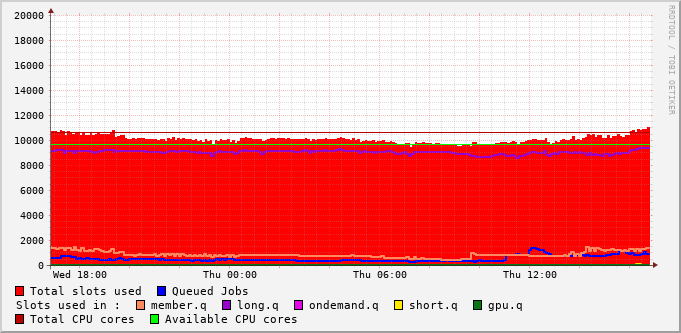 20000
18000
16000
14000
12000
10000
8000
6000
4000
2000
0
Wed 18:00 Thu 00:00 Thu 06:00 Thu 12:00
RRDTOOL / TOBI OETIKER
Total slots used Queued Jobs
Slots used in : member.q long.q ondemand.q short.q gpu.q
Total CPU cores Available CPU cores